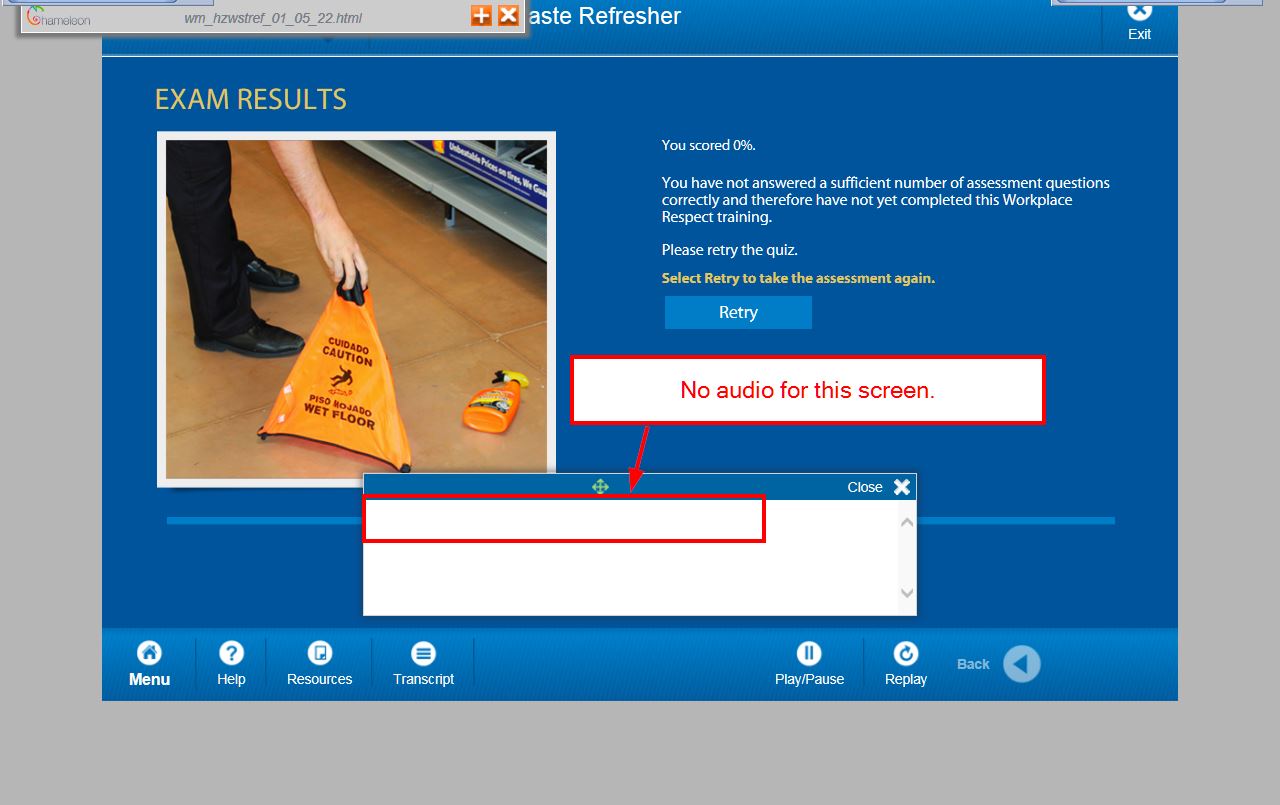 Chameleon
wm_hzwstref_01_05_22.html
aste Refresher
Exit
EXAM RESULTS
Unbeatable Prices on tires, We Gua
CUIDADO
CAUTION
PISO MOJADO
WET FLOOR
You scored 0%.
You have not answered a sufficient number of assessment questions
correctly and therefore have not yet completed this Workplace
Respect training.
Please retry the quiz.
Select Retry to take the assessment again.
Retry
No audio for this screen.
Close
Menu
Help
Resources
Transcript
Play/Pause
Replay
Back